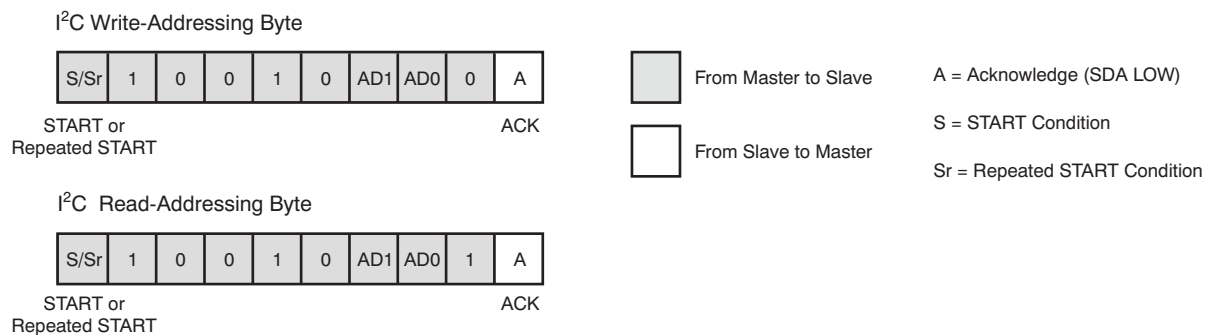 I²C Write-Addressing Byte
S/Sr 1 0 0 1 0 AD1 AD0 0 A
START or
Repeated START
ACK
From Master to Slave
From Slave to Master
A = Acknowledge (SDA LOW)
S = START Condition
Sr = Repeated START Condition
I²C Read-Addressing Byte
S/Sr 1 0 0 1 0 AD1 AD0 1 A
START or
Repeated START
ACK